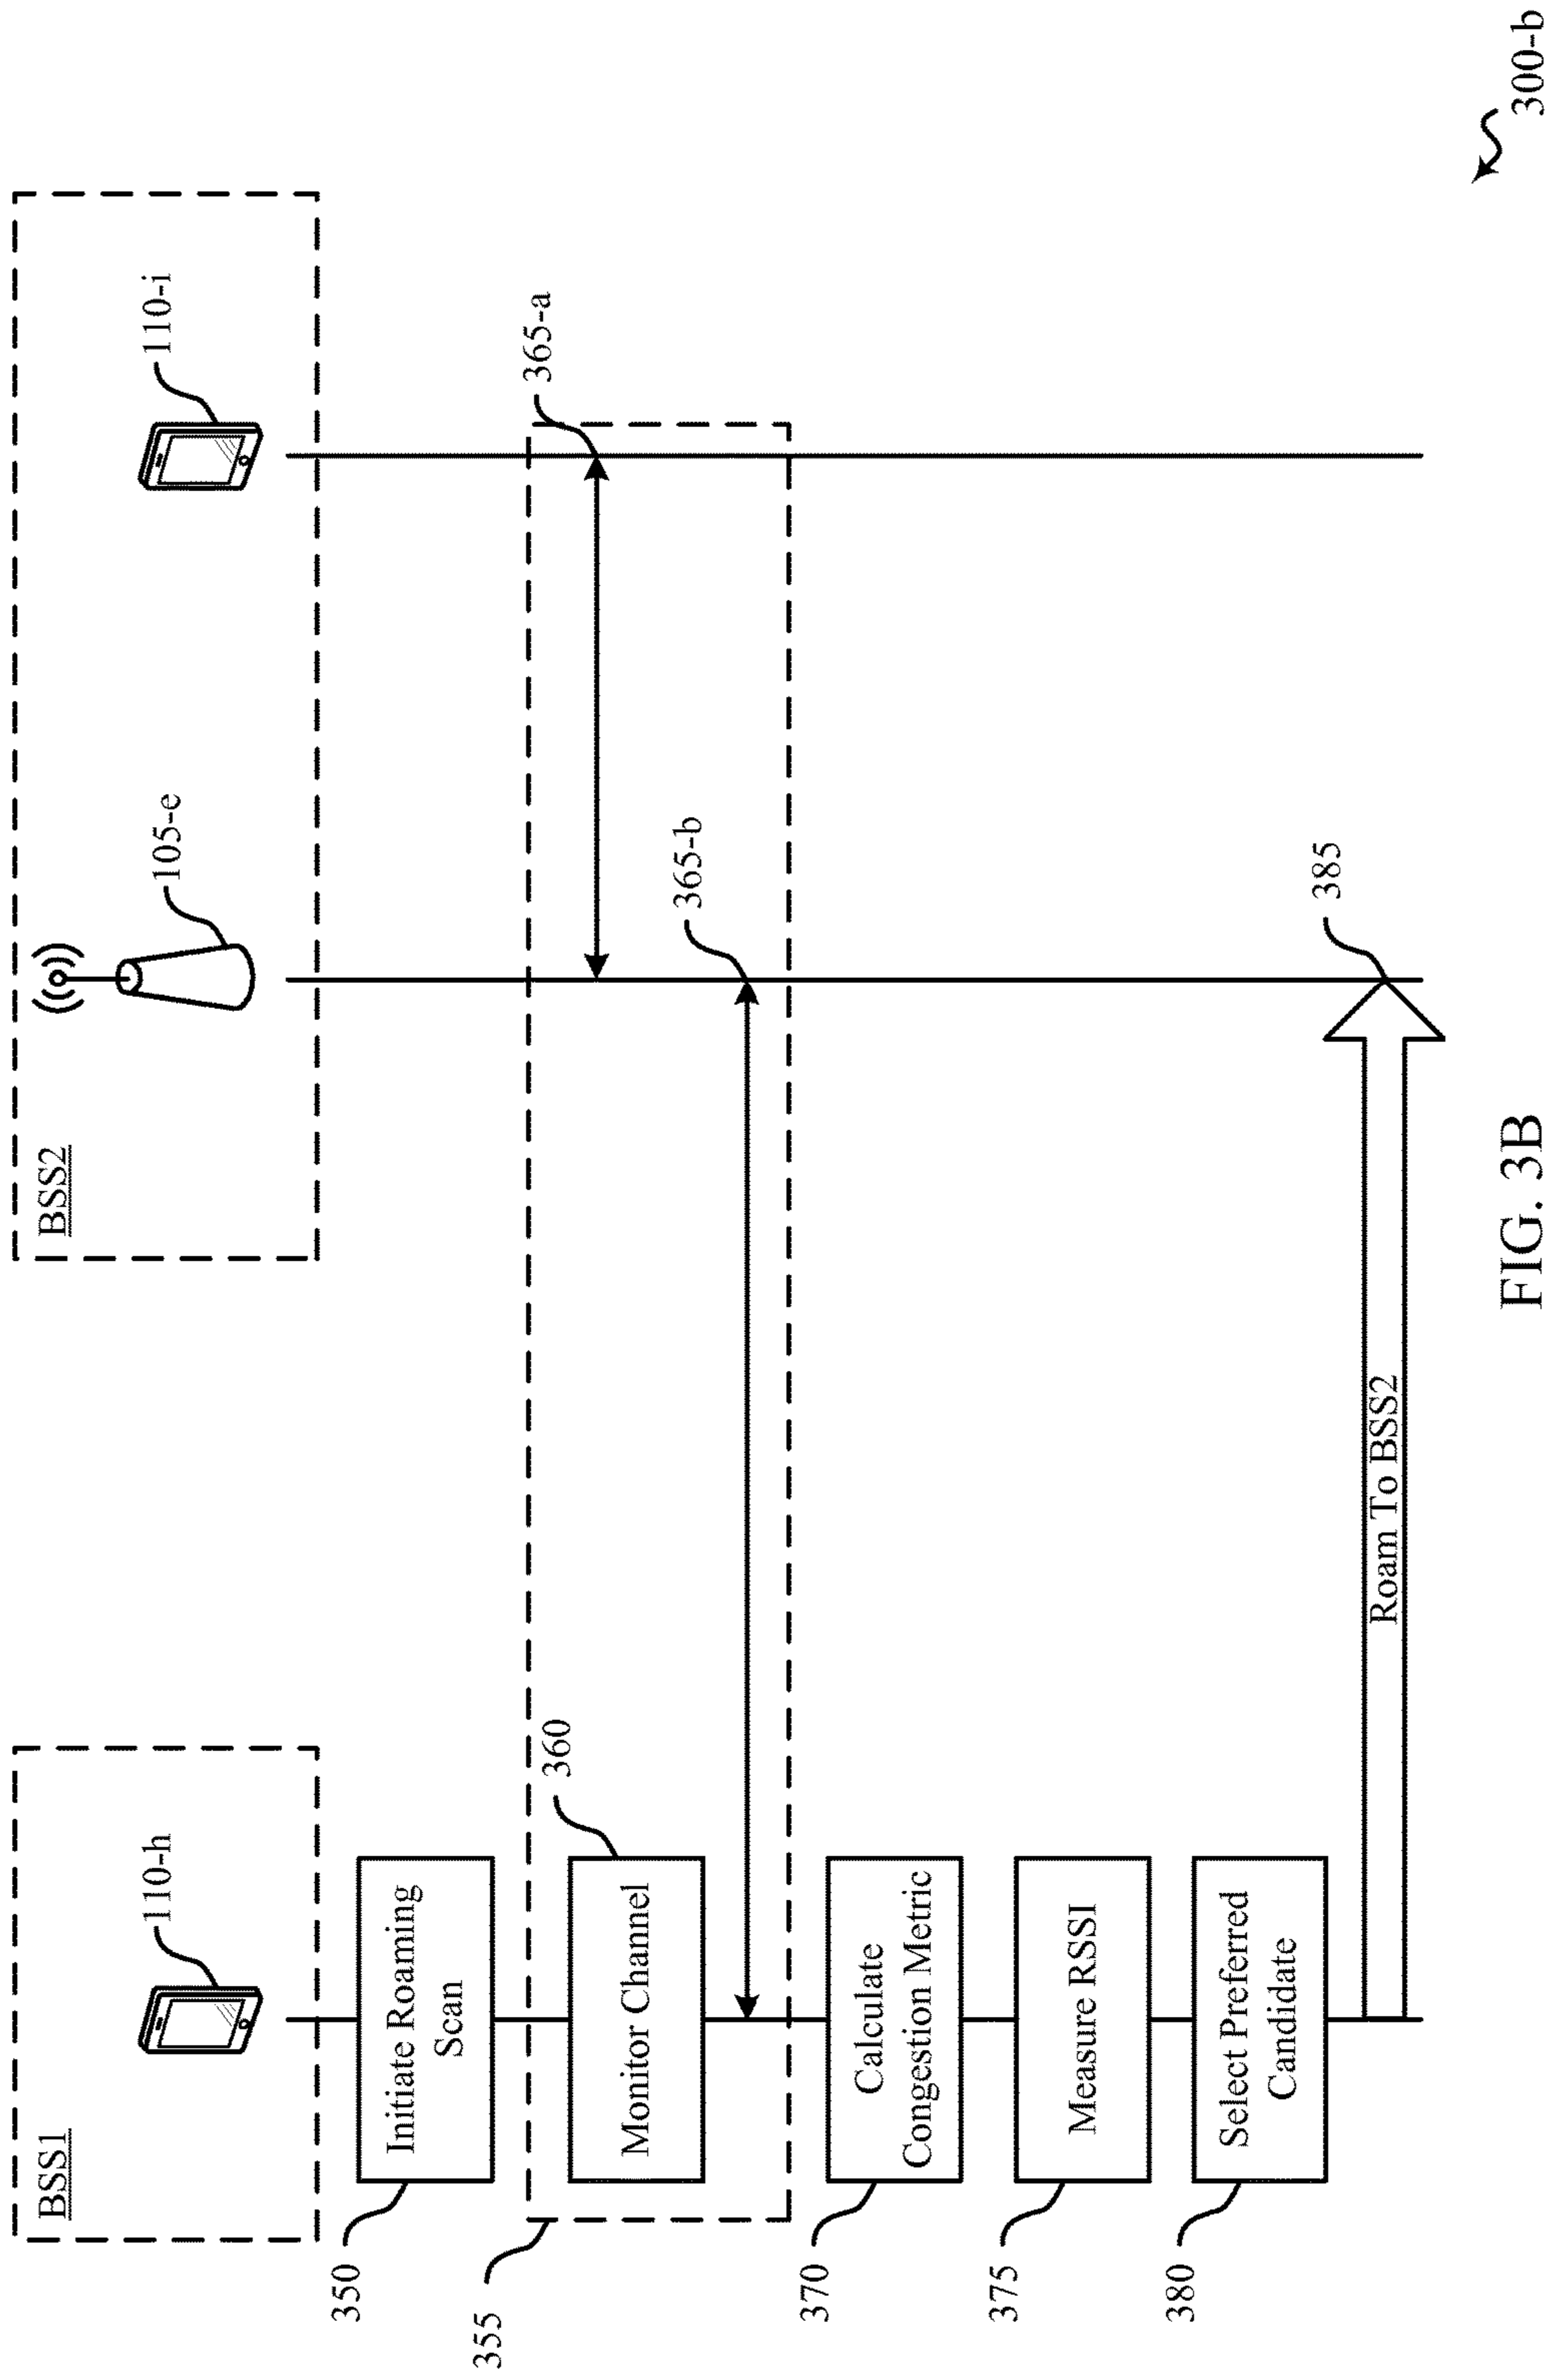 BSS1
110-h
BSS2
105-e
110-i
350
Initiate Roaming
Scan
355
360
Monitor Channel
365-a
365-b
370
Calculate
Congestion Metric
375
Measure RSSI
380
Select Preferred
Candidate
Roam To BSS2
385
FIG. 3B
300-b